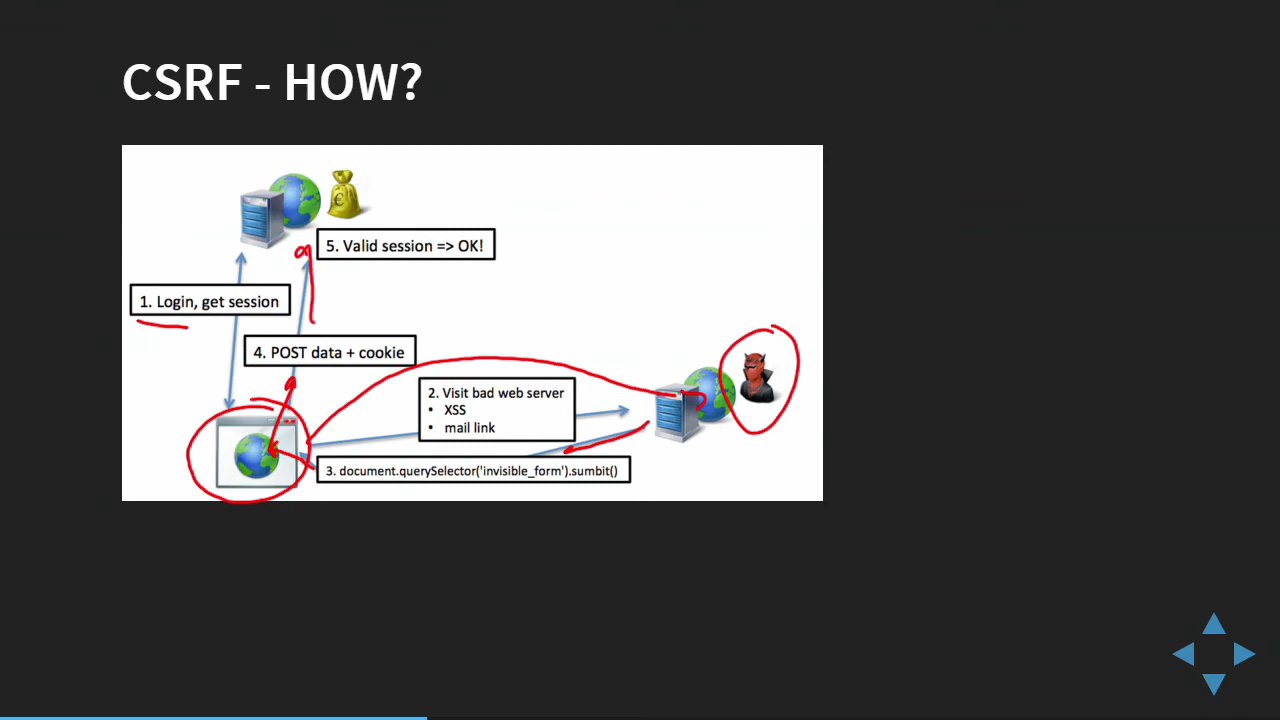 CSRF - HOW?
5. Valid session => OK!
1. Login, get session
4. POST data + cookie
2. Visit bad web server
• XSS
• mail link
3. document.querySelector('invisible_form').sumbit()